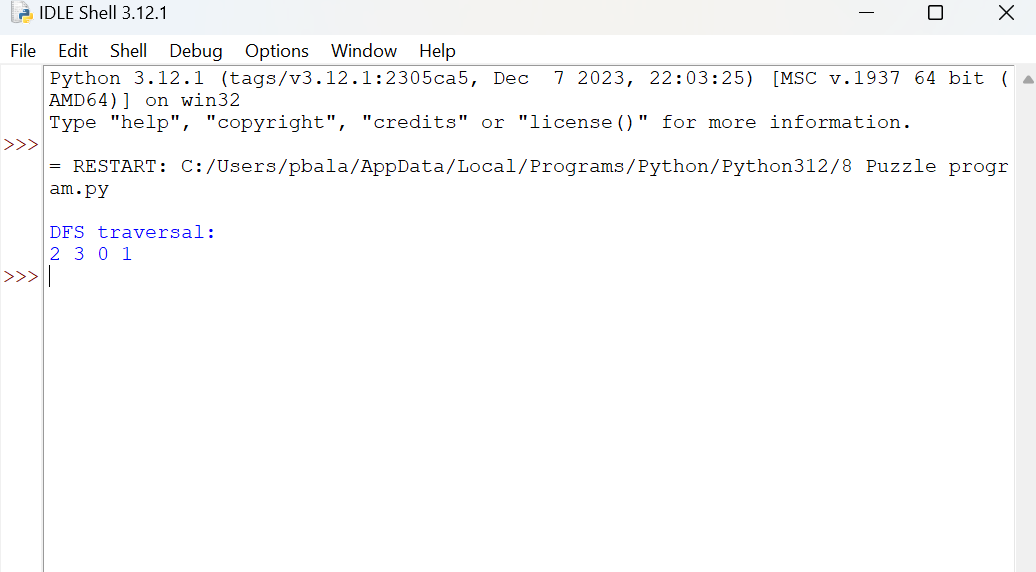 IDLE Shell 3.12.1
File Edit Shell Debug Options Window Help
Python 3.12.1 (tags/v3.12.1:2305ca5, Dec  7 2023, 22:03:25) [MSC v.1937 64 bit (
AMD64)] on win32
Type "help", "copyright", "credits" or "license()" for more information.
>>>
= RESTART: C:/Users/pbala/AppData/Local/Programs/Python/Python312/8 Puzzle progr
am.py
DFS traversal:
2 3 0 1
>>>